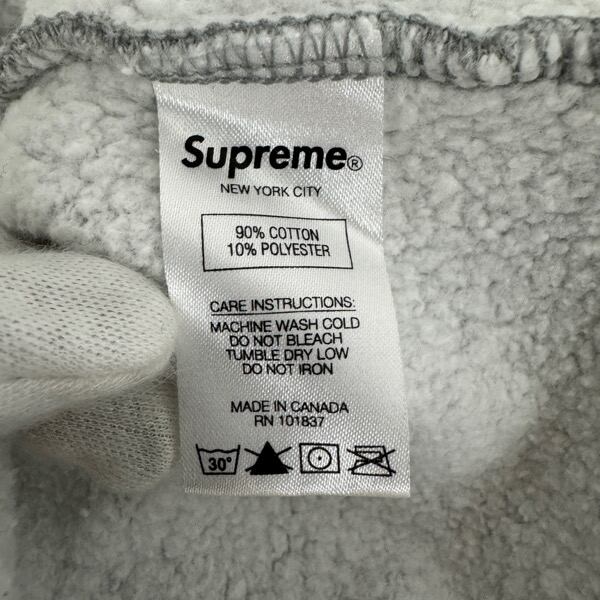 Supreme®
NEW YORK CITY
90% COTTON
10% POLYESTER
CARE INSTRUCTIONS:
MACHINE WASH COLD
DO NOT BLEACH
TUMBLE DRY LOW
DO NOT IRON
MADE IN CANADA
RN 101837
30°